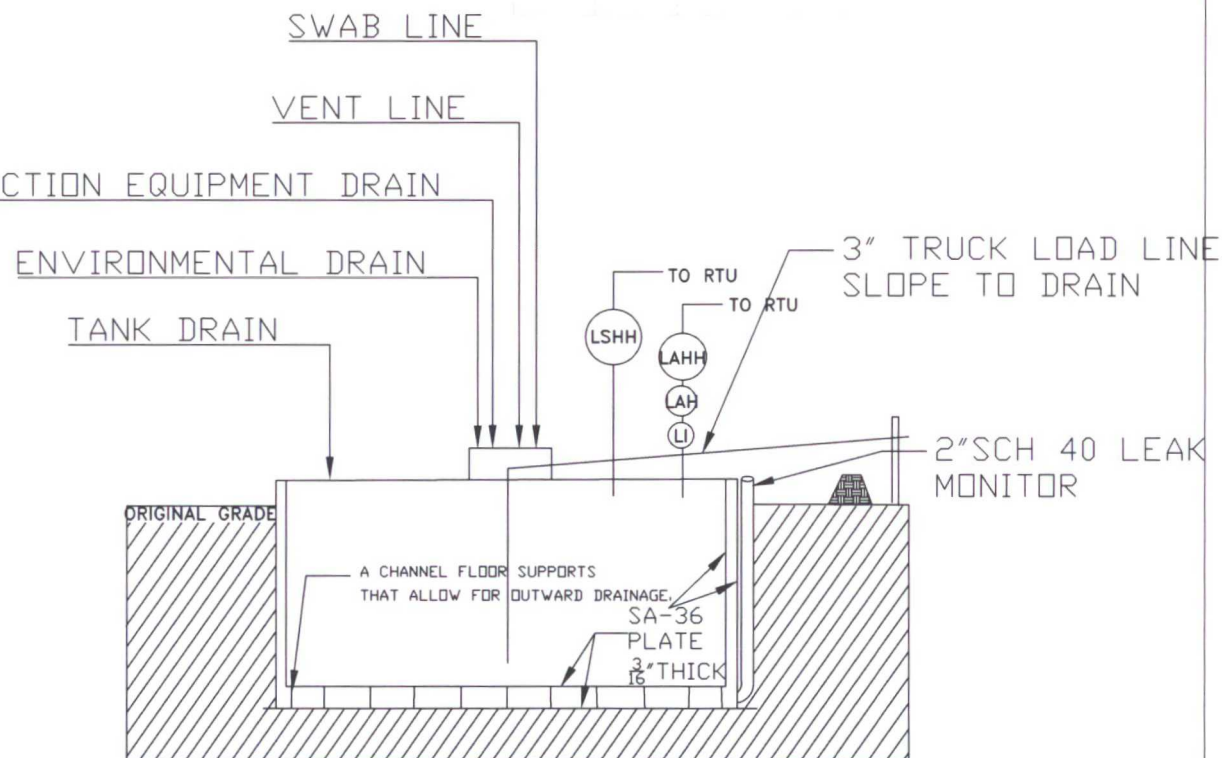 SWAB LINE
VENT LINE
CTION EQUIPMENT DRAIN
ENVIRONMENTAL DRAIN
TANK DRAIN
TO RTU
TO RTU
LSHH
LAHH
LAH
LI
3" TRUCK LOAD LINE
SLOPE TO DRAIN
2"SCH 40 LEAK
MONITOR
ORIGINAL GRADE
A CHANNEL FLOOR SUPPORTS
THAT ALLOW FOR OUTWARD DRAINAGE.
SA-36
PLATE
3/16"THICK